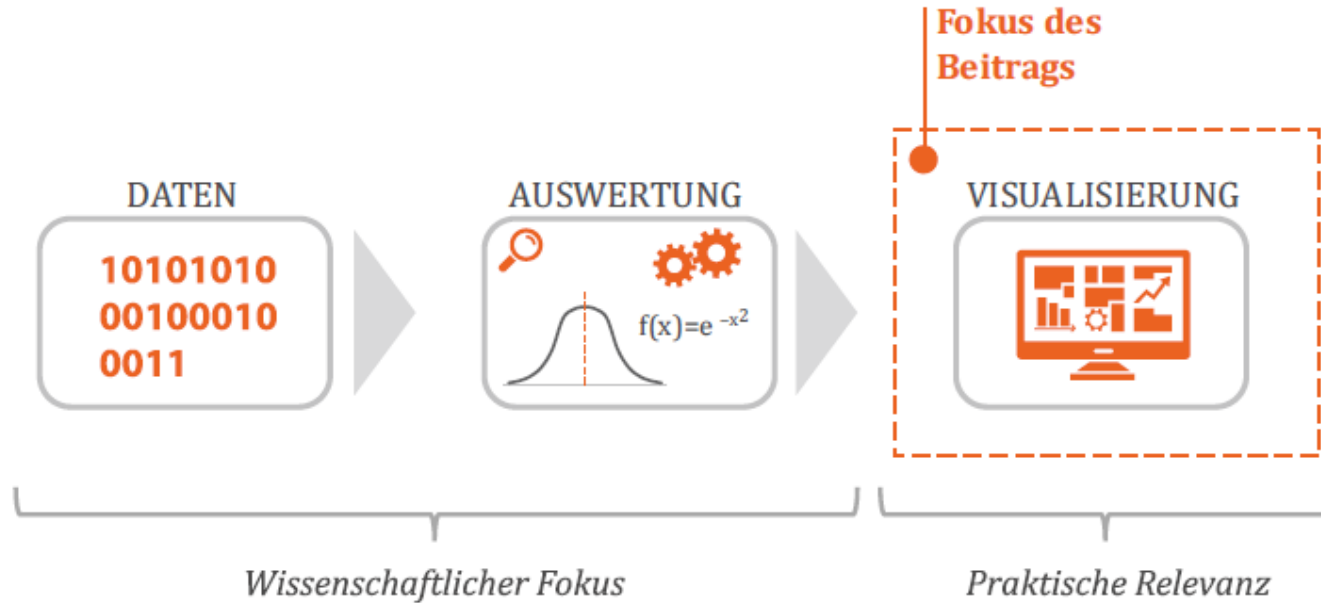 Fokus des
Beitrags
DATEN
10101010
00100010
0011
AUSWERTUNG
f(x)=e –x2
VISUALISIERUNG
Wissenschaftlicher Fokus
Praktische Relevanz